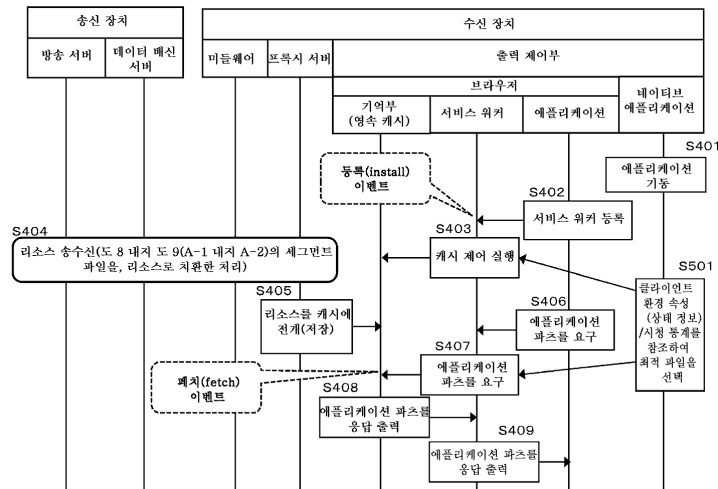 송신 장치
수신 장치
방송 서버
데이터 배신
서버
미들웨어
프록시 서버
출력 제어부
브라우저
네이티브
애플리케이션
기억부
(영속 캐시)
서비스 워커
애플리케이션
S401
애플리케이션
기동
등록(install)
이벤트
S402
서비스 워커 등록
S403
캐시 제어 실행
S404
리소스 송수신(도 8 내지 도 9(A-1 내지 A-2)의 세그먼트
파일을, 리소스로 치환한 처리)
S501
클라이언트
환경 속성
(상태 정보)
/시청 통계를
참조하여
최적 파일을
선택
S405
리소스를 캐시에
전개(저장)
S406
애플리케이션
파츠를 요구
S407
애플리케이션
파츠를 요구
페치(fetch)
이벤트
S408
애플리케이션 파츠를
응답 출력
S409
애플리케이션 파츠를
응답 출력